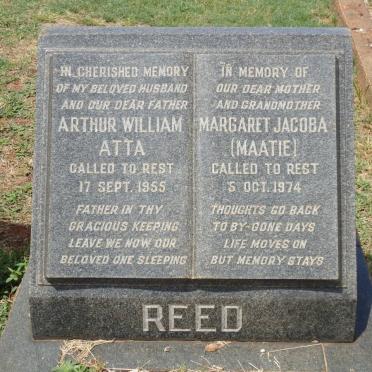 IN CHERISHED MEMORY
OF MY BELOVED HUSBAND
AND OUR DEAR FATHER
ARTHUR WILLIAM
ATTA
CALLED TO REST
17 SEPT. 1955
FATHER IN THY
GRACIOUS KEEPING
LEAVE WE NOW OUR
BELOVED ONE SLEEPING
IN MEMORY OF
OUR DEAR MOTHER
AND GRANDMOTHER
MARGARET JACOBA
(MAATIE)
CALLED TO REST
5 OCT. 1974
THOUGHTS GO BACK
TO BY-GONE DAYS
LIFE MOVES ON
BUT MEMORY STAYS
REED